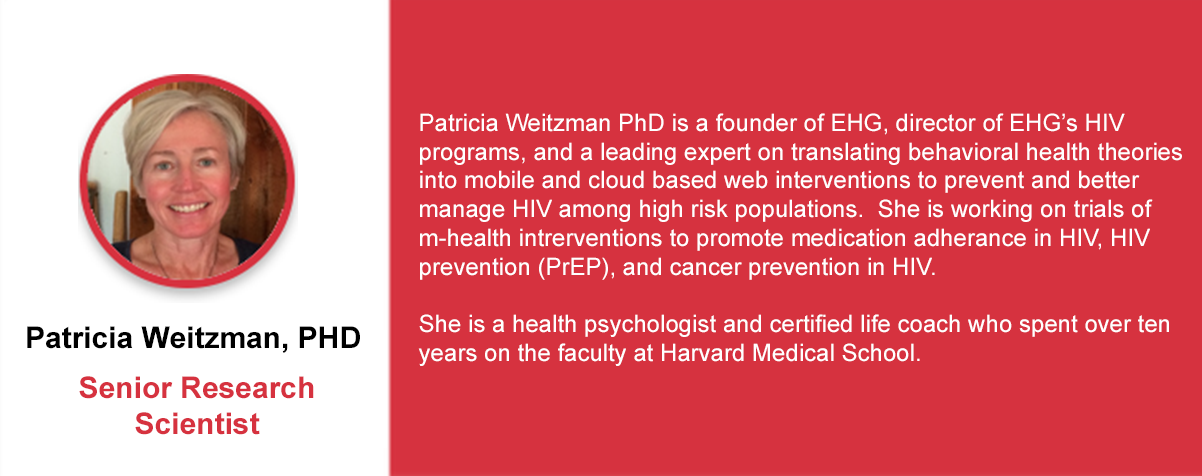 Patricia Weitzman, PHD
Senior Research
Scientist
Patricia Weitzman PhD is a founder of EHG, director of EHG’s HIV
programs, and a leading expert on translating behavioral health theories
into mobile and cloud based web interventions to prevent and better
manage HIV among high risk populations.  She is working on trials of
m-health intrerventions to promote medication adherance in HIV, HIV
prevention (PrEP), and cancer prevention in HIV.
She is a health psychologist and certified life coach who spent over ten
years on the faculty at Harvard Medical School.